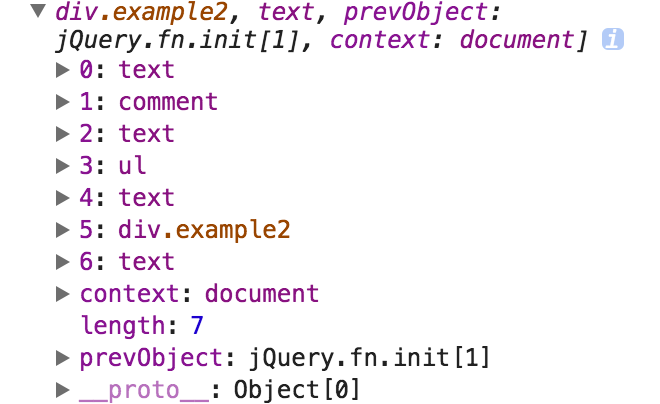 div.example2, text, prevObject:
jQuery.fn.init[1], context: document] i
0: text
1: comment
2: text
3: ul
4: text
5: div.example2
6: text
context: document
length: 7
prevObject: jQuery.fn.init[1]
__proto__: Object[0]